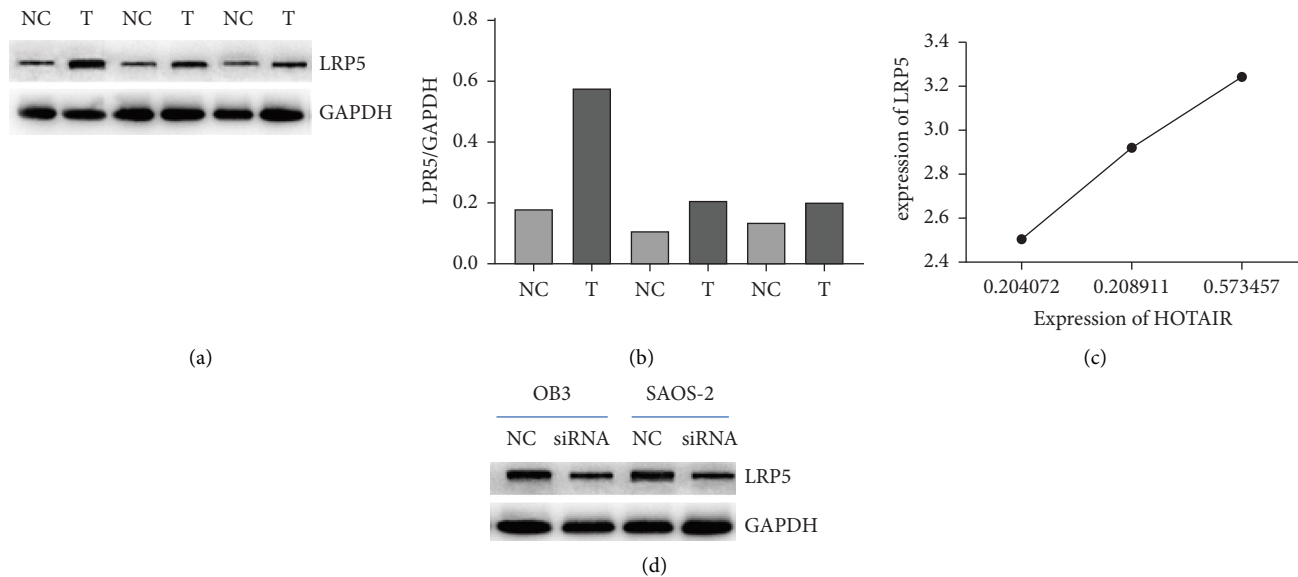 NC T NC T NC T
LRP5
GAPDH
(a)
LPR5/GAPDH
0.8
0.6
0.4
0.2
0.0
NC T NC T NC T
(b)
expression of LRP5
3.4
3.2
3.0
2.8
2.6
2.4
0.204072 0.208911 0.573457
Expression of HOTAIR
(c)
OB3 SAOS-2
NC siRNA NC siRNA
LRP5
GAPDH
(d)